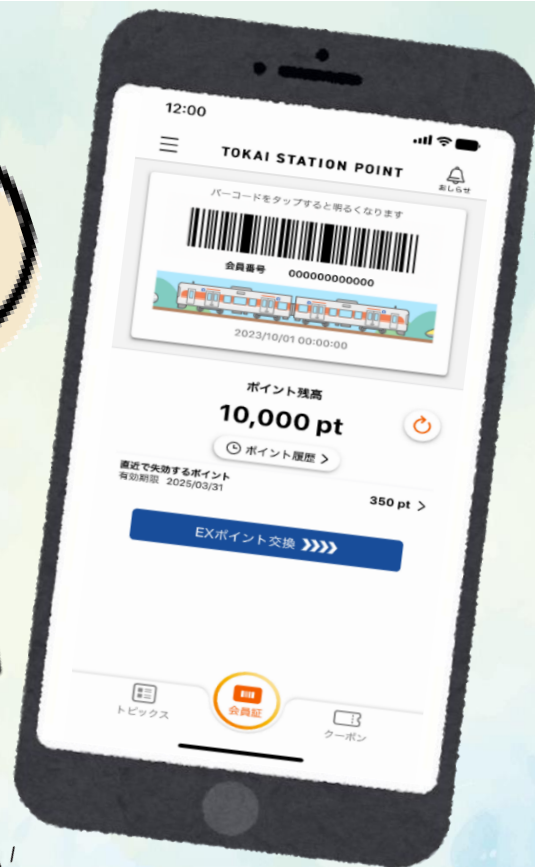 12:00
TOKAI STATION POINT
おしらせ
バーコードをタップすると明るくなります
会員番号 000000000000
2023/10/01 00:00:00
ポイント残高
10,000 pt
ポイント履歴
直近で失効するポイント
有効期限 2025/03/31
350 pt
EXポイント交換
トピックス
会員証
クーポン